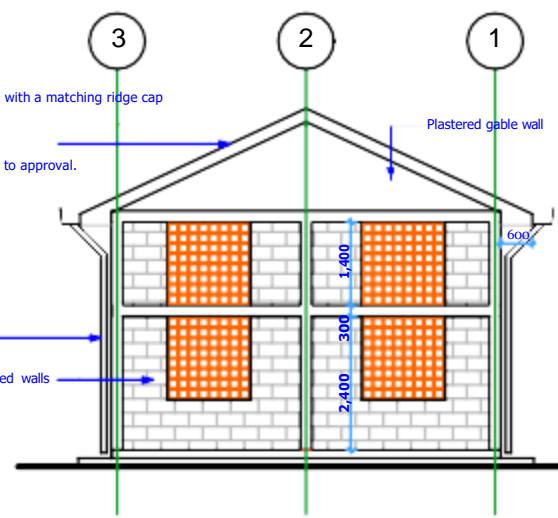 3
2
1
with a matching ridge cap
Plastered gable wall
to approval.
600
1,400
300
2,400
ed walls